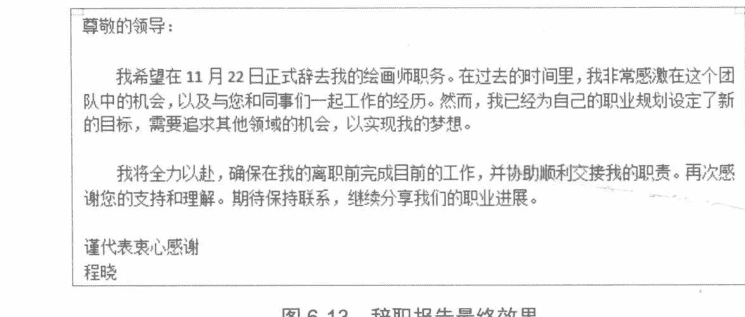 尊敬的领导：
我希望在 11 月 22 日正式辞去我的绘画师职务。在过去的时间里，我非常感激在这个团
队中的机会，以及与您和同事们一起工作的经历。然而，我已经为自己的职业规划设定了新
的目标，需要追求其他领域的机会，以实现我的梦想。
我将全力以赴，确保在我的离职前完成目前的工作，并协助顺利交接我的职责。再次感
谢您的支持和理解。期待保持联系，继续分享我们的职业进展。
谨代表衷心感谢
程晓
图 6-13 辞职报告最终效果